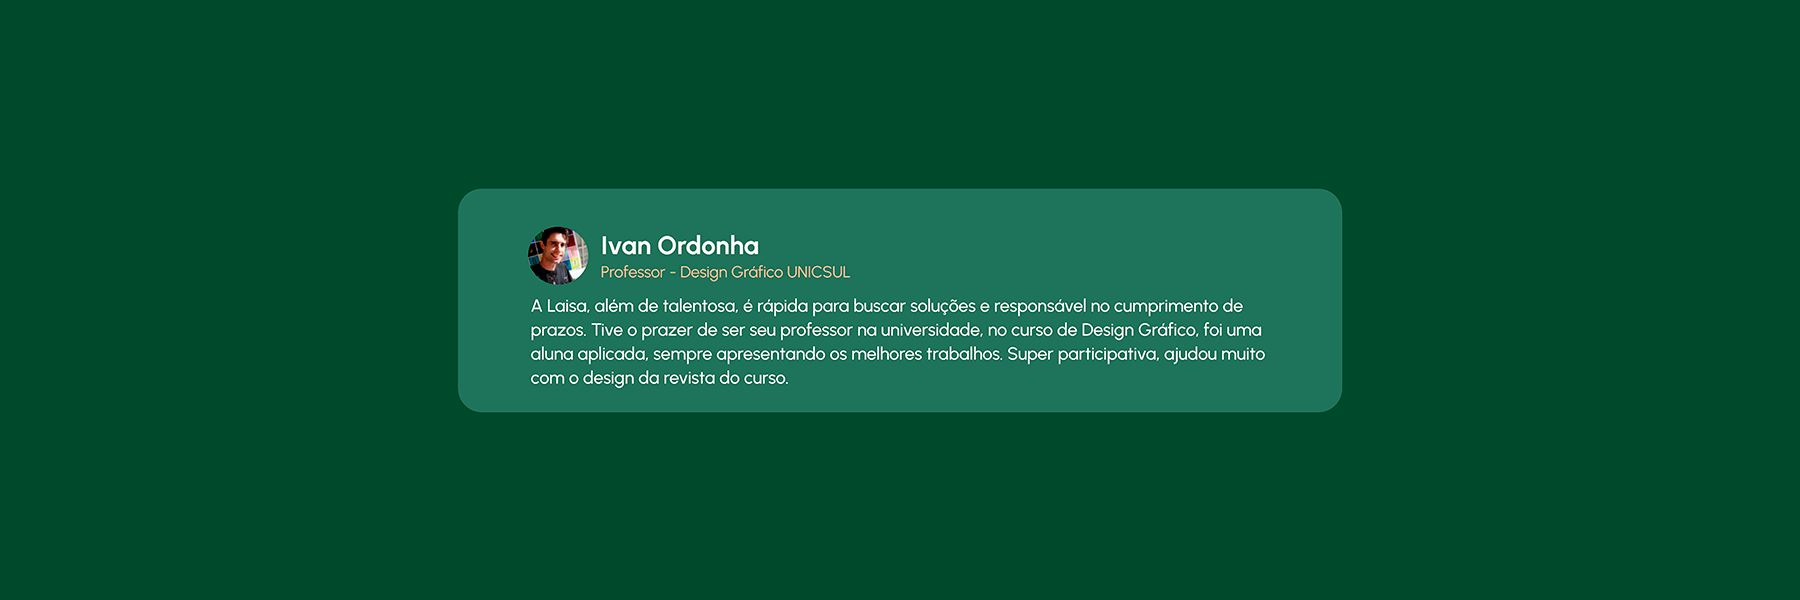 Ivan Ordonha
Professor - Design Gráfico UNICSUL
A Laisa, além de talentosa, é rápida para buscar soluções e responsável no cumprimento de
prazos. Tive o prazer de ser seu professor na universidade, no curso de Design Gráfico, foi uma
aluna aplicada, sempre apresentando os melhores trabalhos. Super participativa, ajudou muito
com o design da revista do curso.